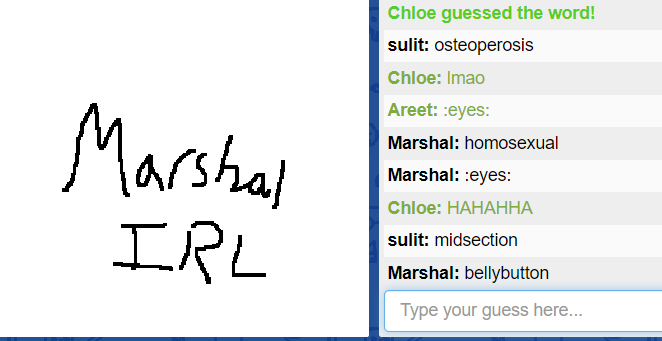 Marshal
IRL
Chloe guessed the word!
sulit: osteoperosis
Chloe: lmao
Areet: :eyes:
Marshal: homosexual
Marshal: :eyes:
Chloe: HAHAHHA
sulit: midsection
Marshal: bellybutton
Type your guess here...